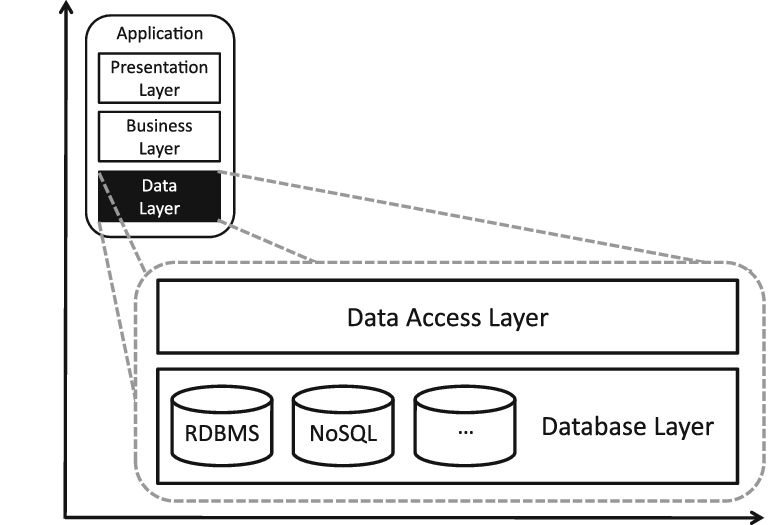 Application
Presentation
Layer
Business
Layer
Data
Layer
Data Access Layer
RDBMS
NoSQL
...
Database Layer